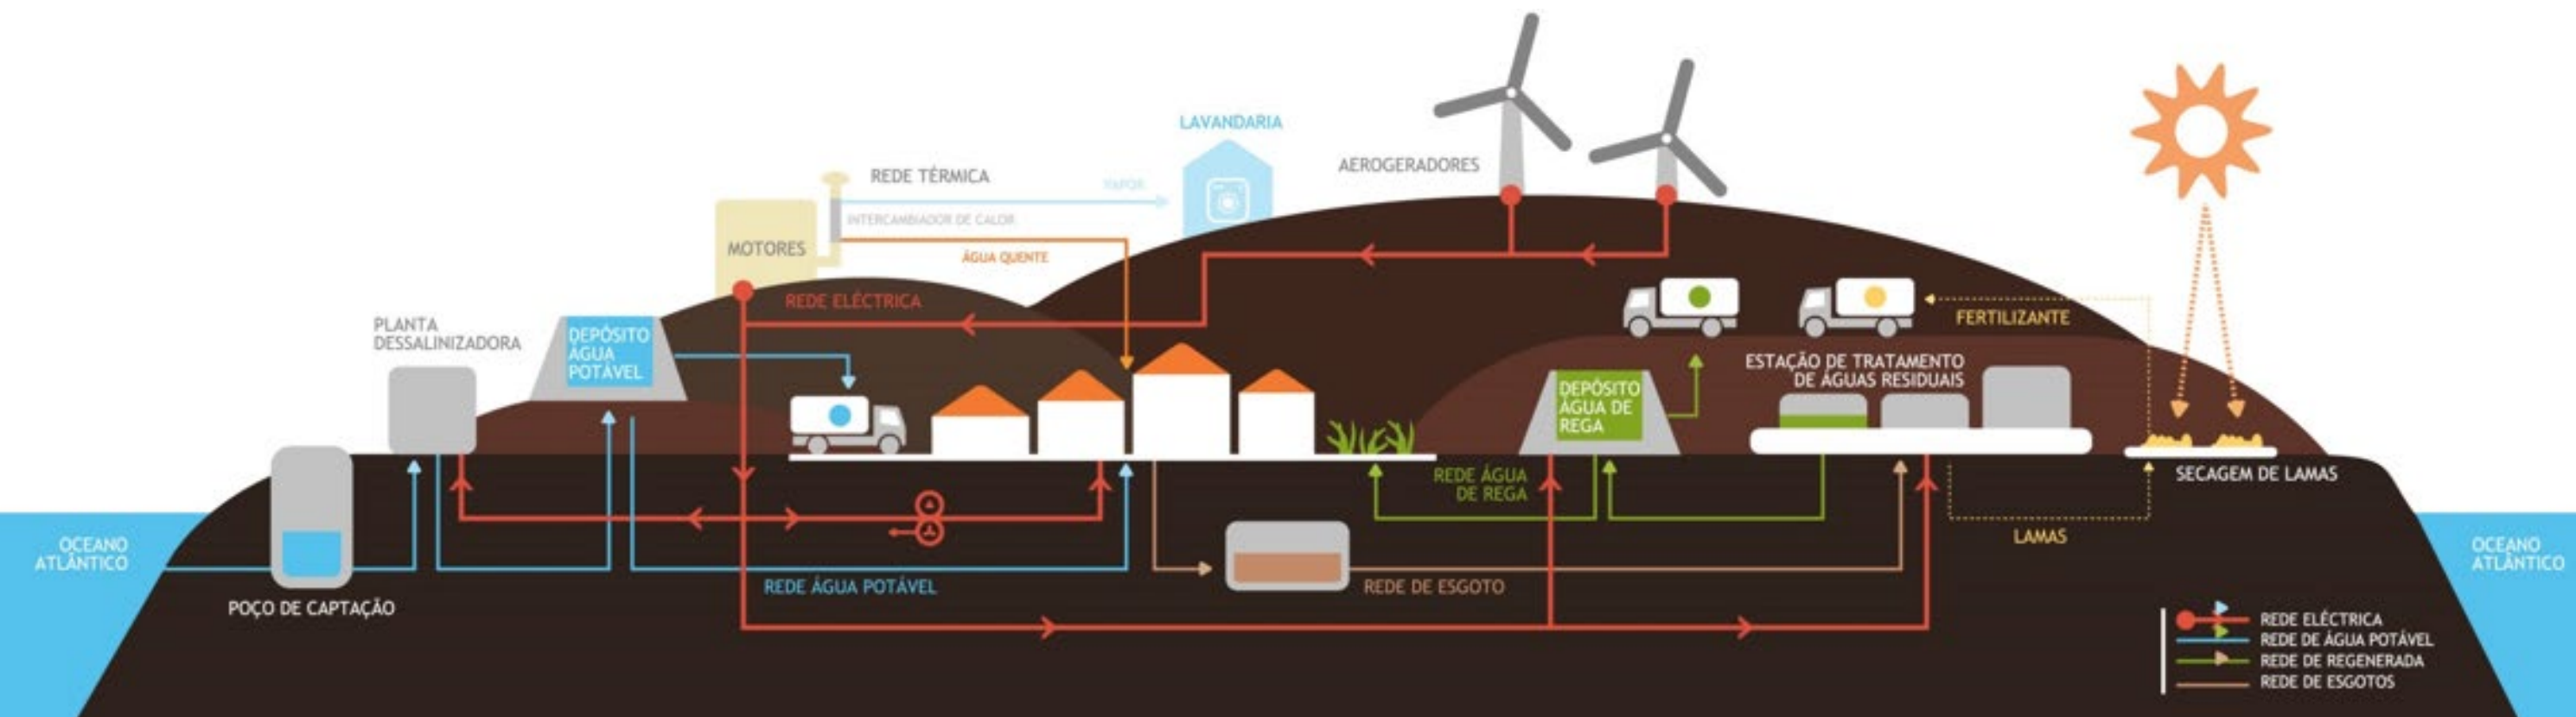 LAVANDARIA
AEROGERADORES
REDE TÉRMICA
VAPOR
INTERCAMBIADOR DE CALOR
MOTORES
ÁGUA QUENTE
REDE ELÉCTRICA
PLANTA
DESSALINIZADORA
DEPÓSITO
ÁGUA
POTÁVEL
FERTILIZANTE
ESTAÇÃO DE TRATAMENTO
DE ÁGUAS RESIDUAIS
DEPÓSITO
ÁGUA DE
REGA
REDE ÁGUA
DE REGA
SECAGEM DE LAMAS
LAMAS
OCEANO
ATLÂNTICO
OCEANO
ATLÂNTICO
POÇO DE CAPTAÇÃO
REDE ÁGUA POTÁVEL
REDE DE ESGOTO
REDE ELÉCTRICA
REDE DE ÁGUA POTÁVEL
REDE DE REGENERADA
REDE DE ESGOTOS